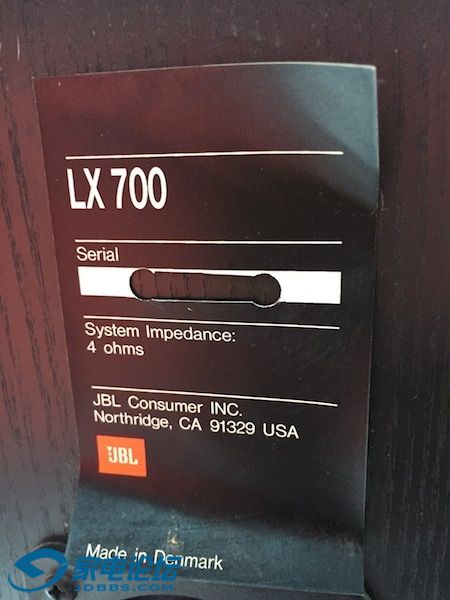 LX 700
Serial
System Impedance:
4 ohms
JBL Consumer INC.
Northridge, CA 91329 USA
JBL
Made in Denmark
家电论坛
JDBBS.COM